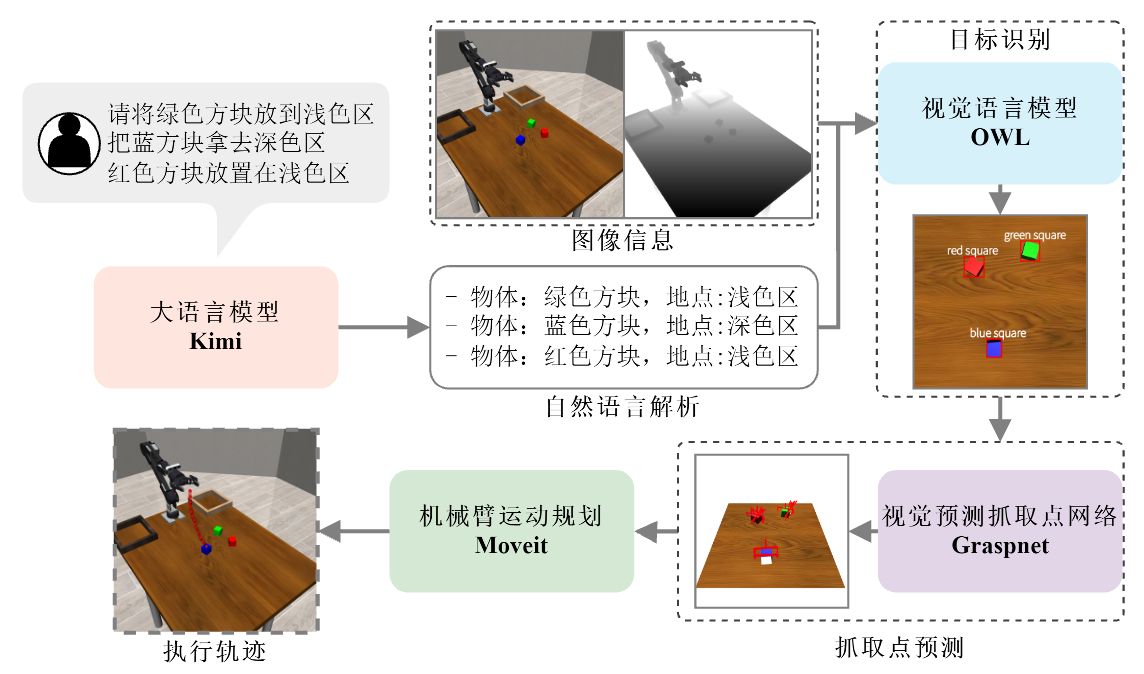 请将绿色方块放到浅色区
把蓝方块拿去深色区
红色方块放置在浅色区
大语言模型
Kimi
图像信息
- 物体：绿色方块，地点:浅色区
- 物体：蓝色方块，地点:深色区
- 物体：红色方块，地点:浅色区
自然语言解析
目标识别
视觉语言模型
OWL
green square
red square
blue square
视觉预测抓取点网络
Graspnet
抓取点预测
机械臂运动规划
Moveit
执行轨迹